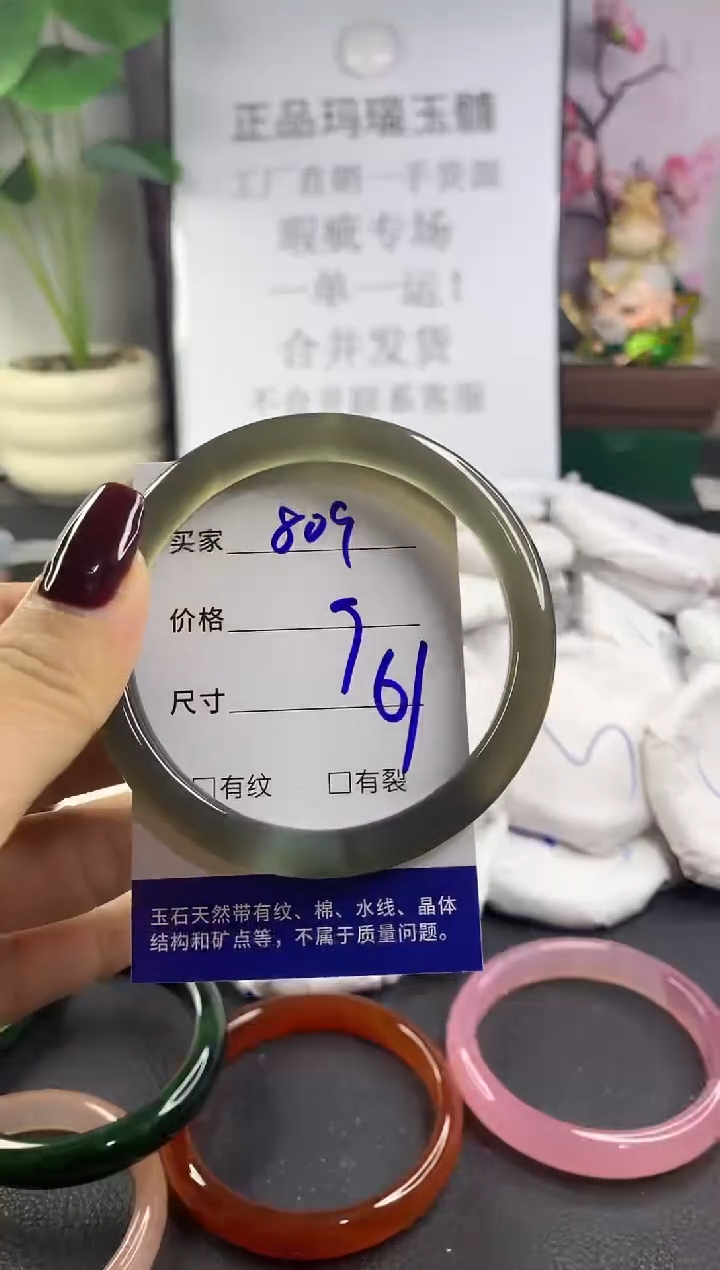 正品玛瑙玉髓
工厂直销一手货源
瑕疵专场
一单一运!
合并发货
不合并联系客服
买家 809
价格
尺寸 61
□有纹 □有裂
玉石天然带有纹、棉、水线、晶体
结构和矿点等，不属于质量问题。